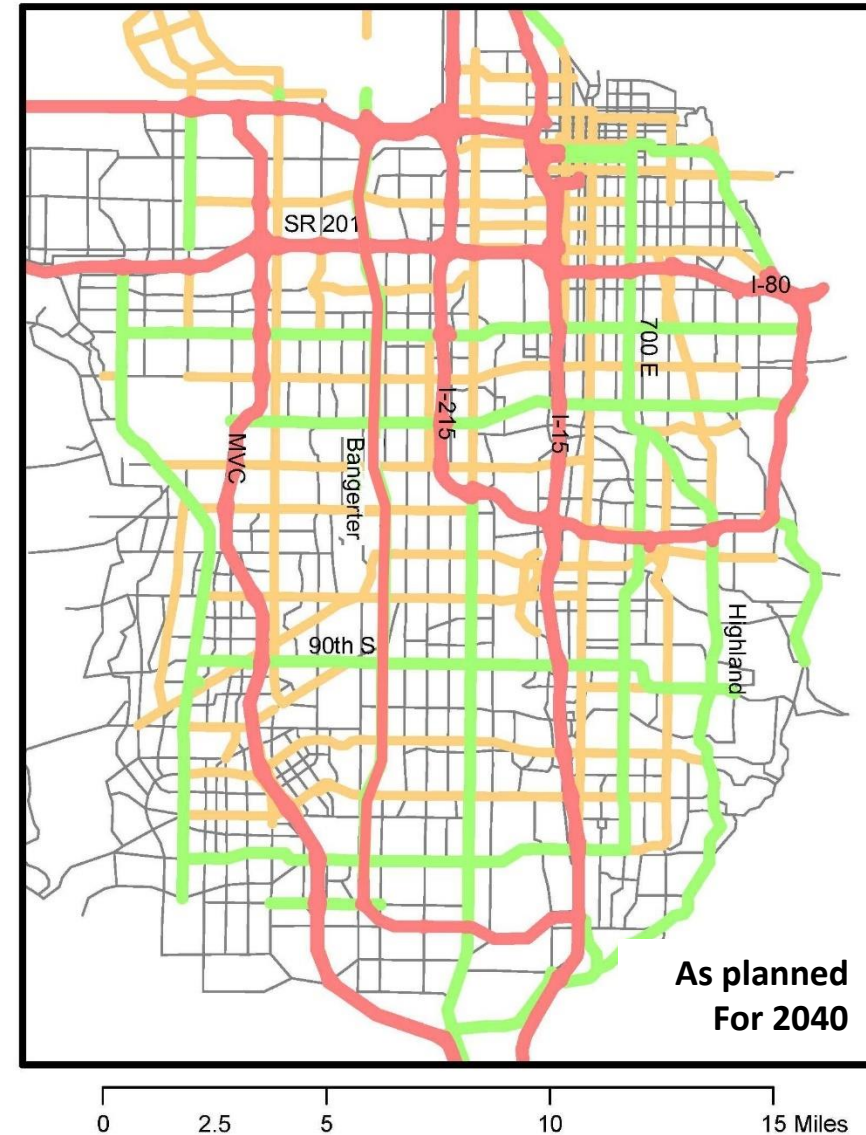 SR 201
I-80
700 E
I-215
I-15
MVC
Bangerter
Highland
90th S
As planned
For 2040
0 2.5 5 10 15 Miles